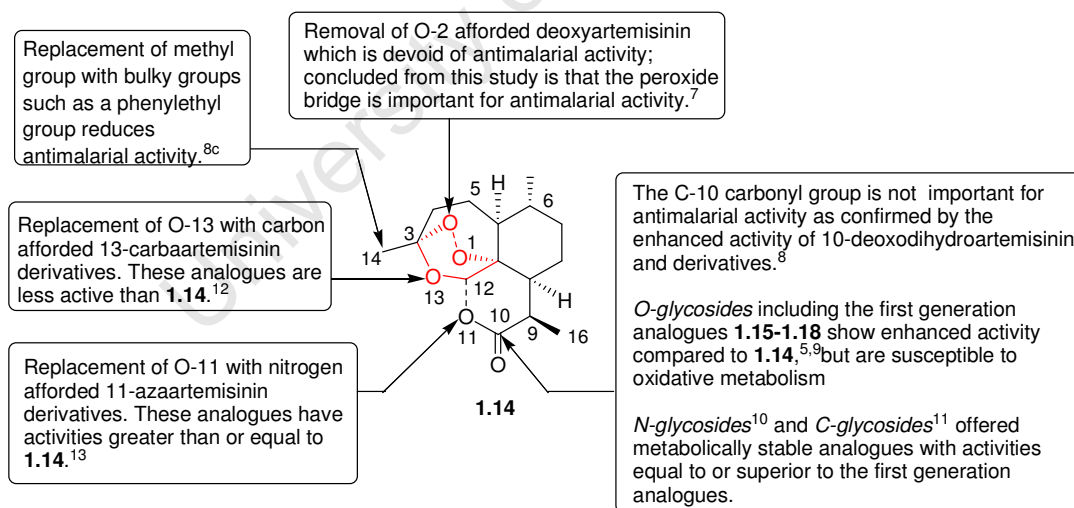 Replacement of methyl
group with bulky groups
such as a phenylethyl
group reduces
antimalarial activity.8c
Removal of O-2 afforded deoxyartemisinin
which is devoid of antimalarial activity;
concluded from this study is that the peroxide
bridge is important for antimalarial activity.7
Replacement of O-13 with carbon
afforded 13-carbaartemisinin
derivatives. These analogues are
less active than 1.14.12
Replacement of O-11 with nitrogen
afforded 11-azaartemisinin
derivatives. These analogues have
activities greater than or equal to
1.14.13
H
5
6
O
3
1
O
14
O
13
12
H
O
10
11
9
16
O
1.14
The C-10 carbonyl group is not important for
antimalarial activity as confirmed by the
enhanced activity of 10-deoxodihydroartemisinin
and derivatives.8
O-glycosides including the first generation
analogues 1.15-1.18 show enhanced activity
compared to 1.14,5,9but are susceptible to
oxidative metabolism
N-glycosides10 and C-glycosides11 offered
metabolically stable analogues with activities
equal to or superior to the first generation
analogues.
University of